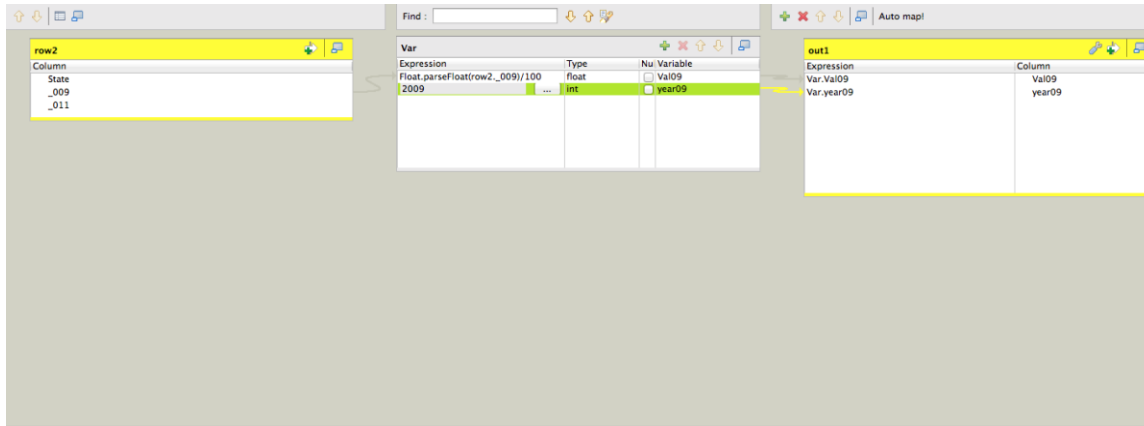 Find :
Auto map!
row2
Column
State
_009
_011
Var
Expression Type Nu Variable
Float.parseFloat(row2._009)/100 float Val09
2009 ... int year09
out1
Expression Column
Var.Val09 Val09
Var.year09 year09